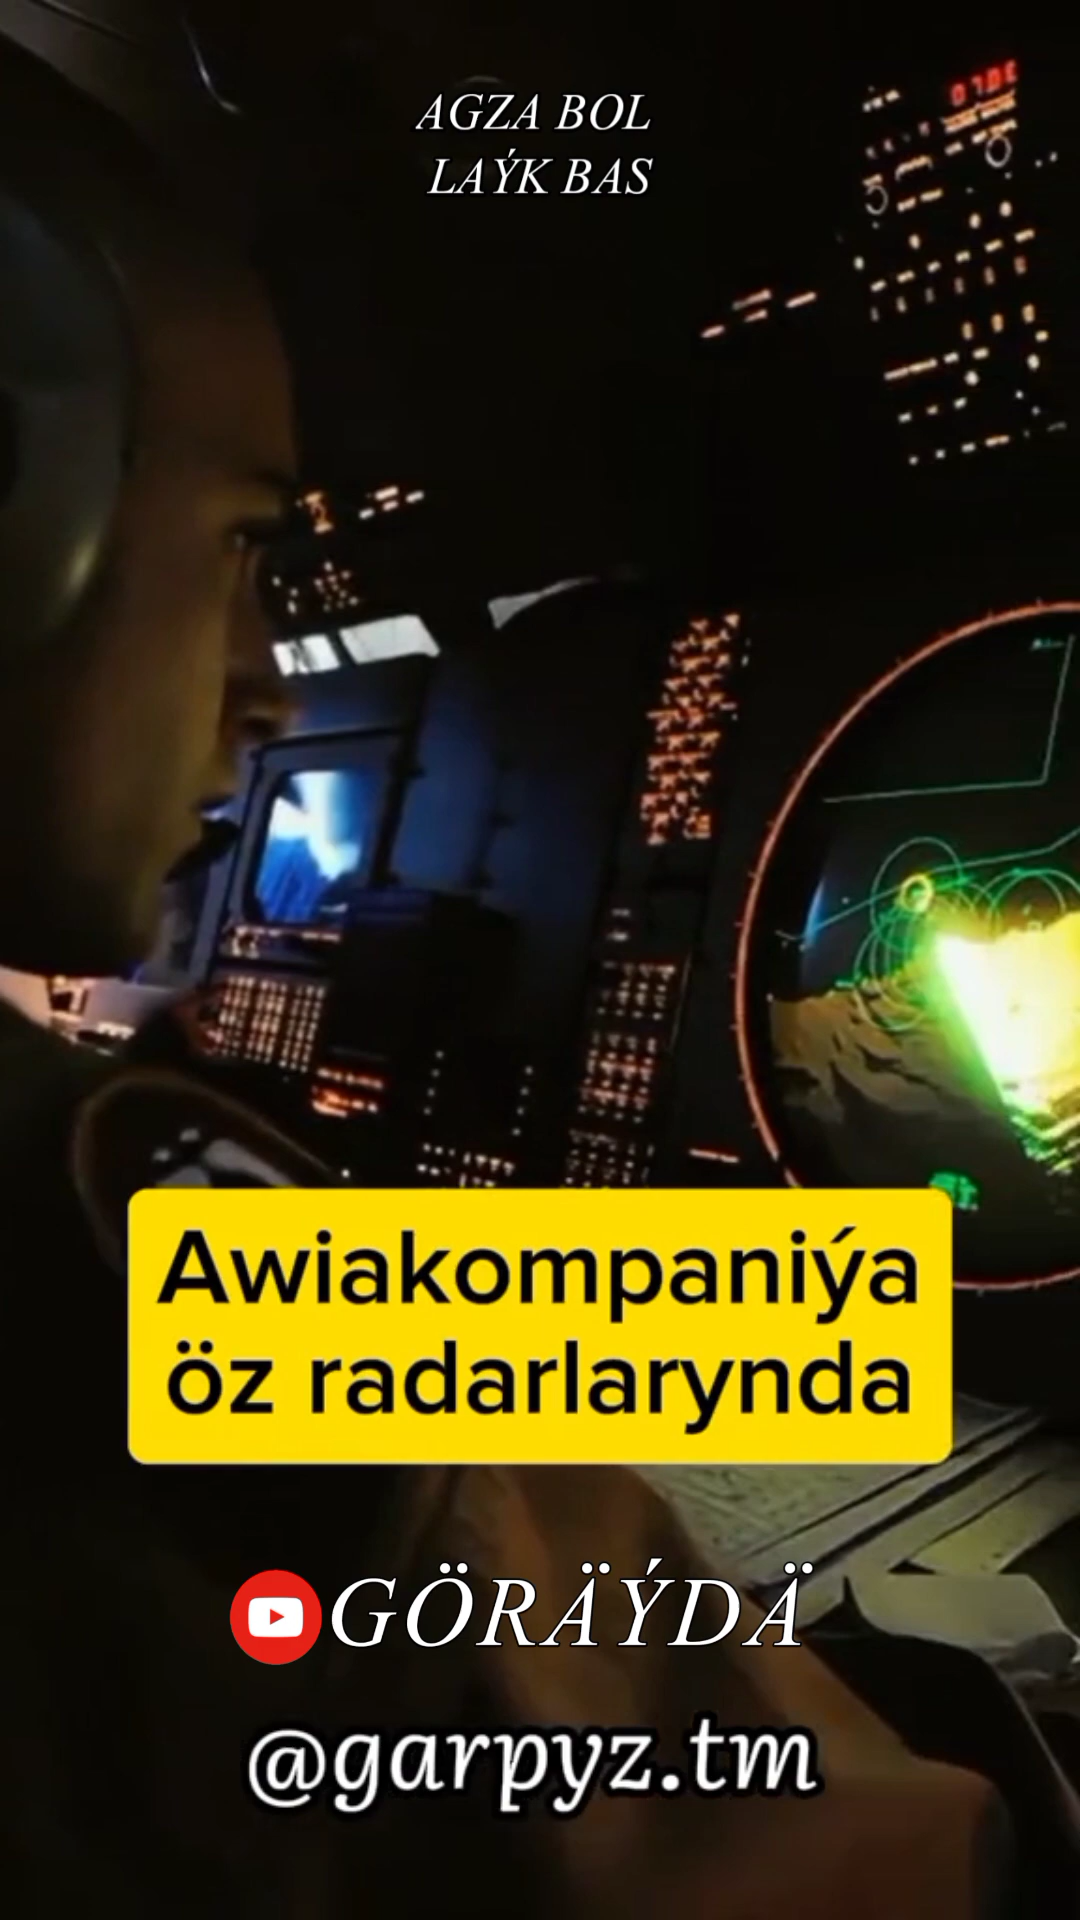 AGZA BOL
LAÝK BAS
Awiakompaniýa
öz radarlarynda
GÖRÄÝDÄ
@garpyz.tm